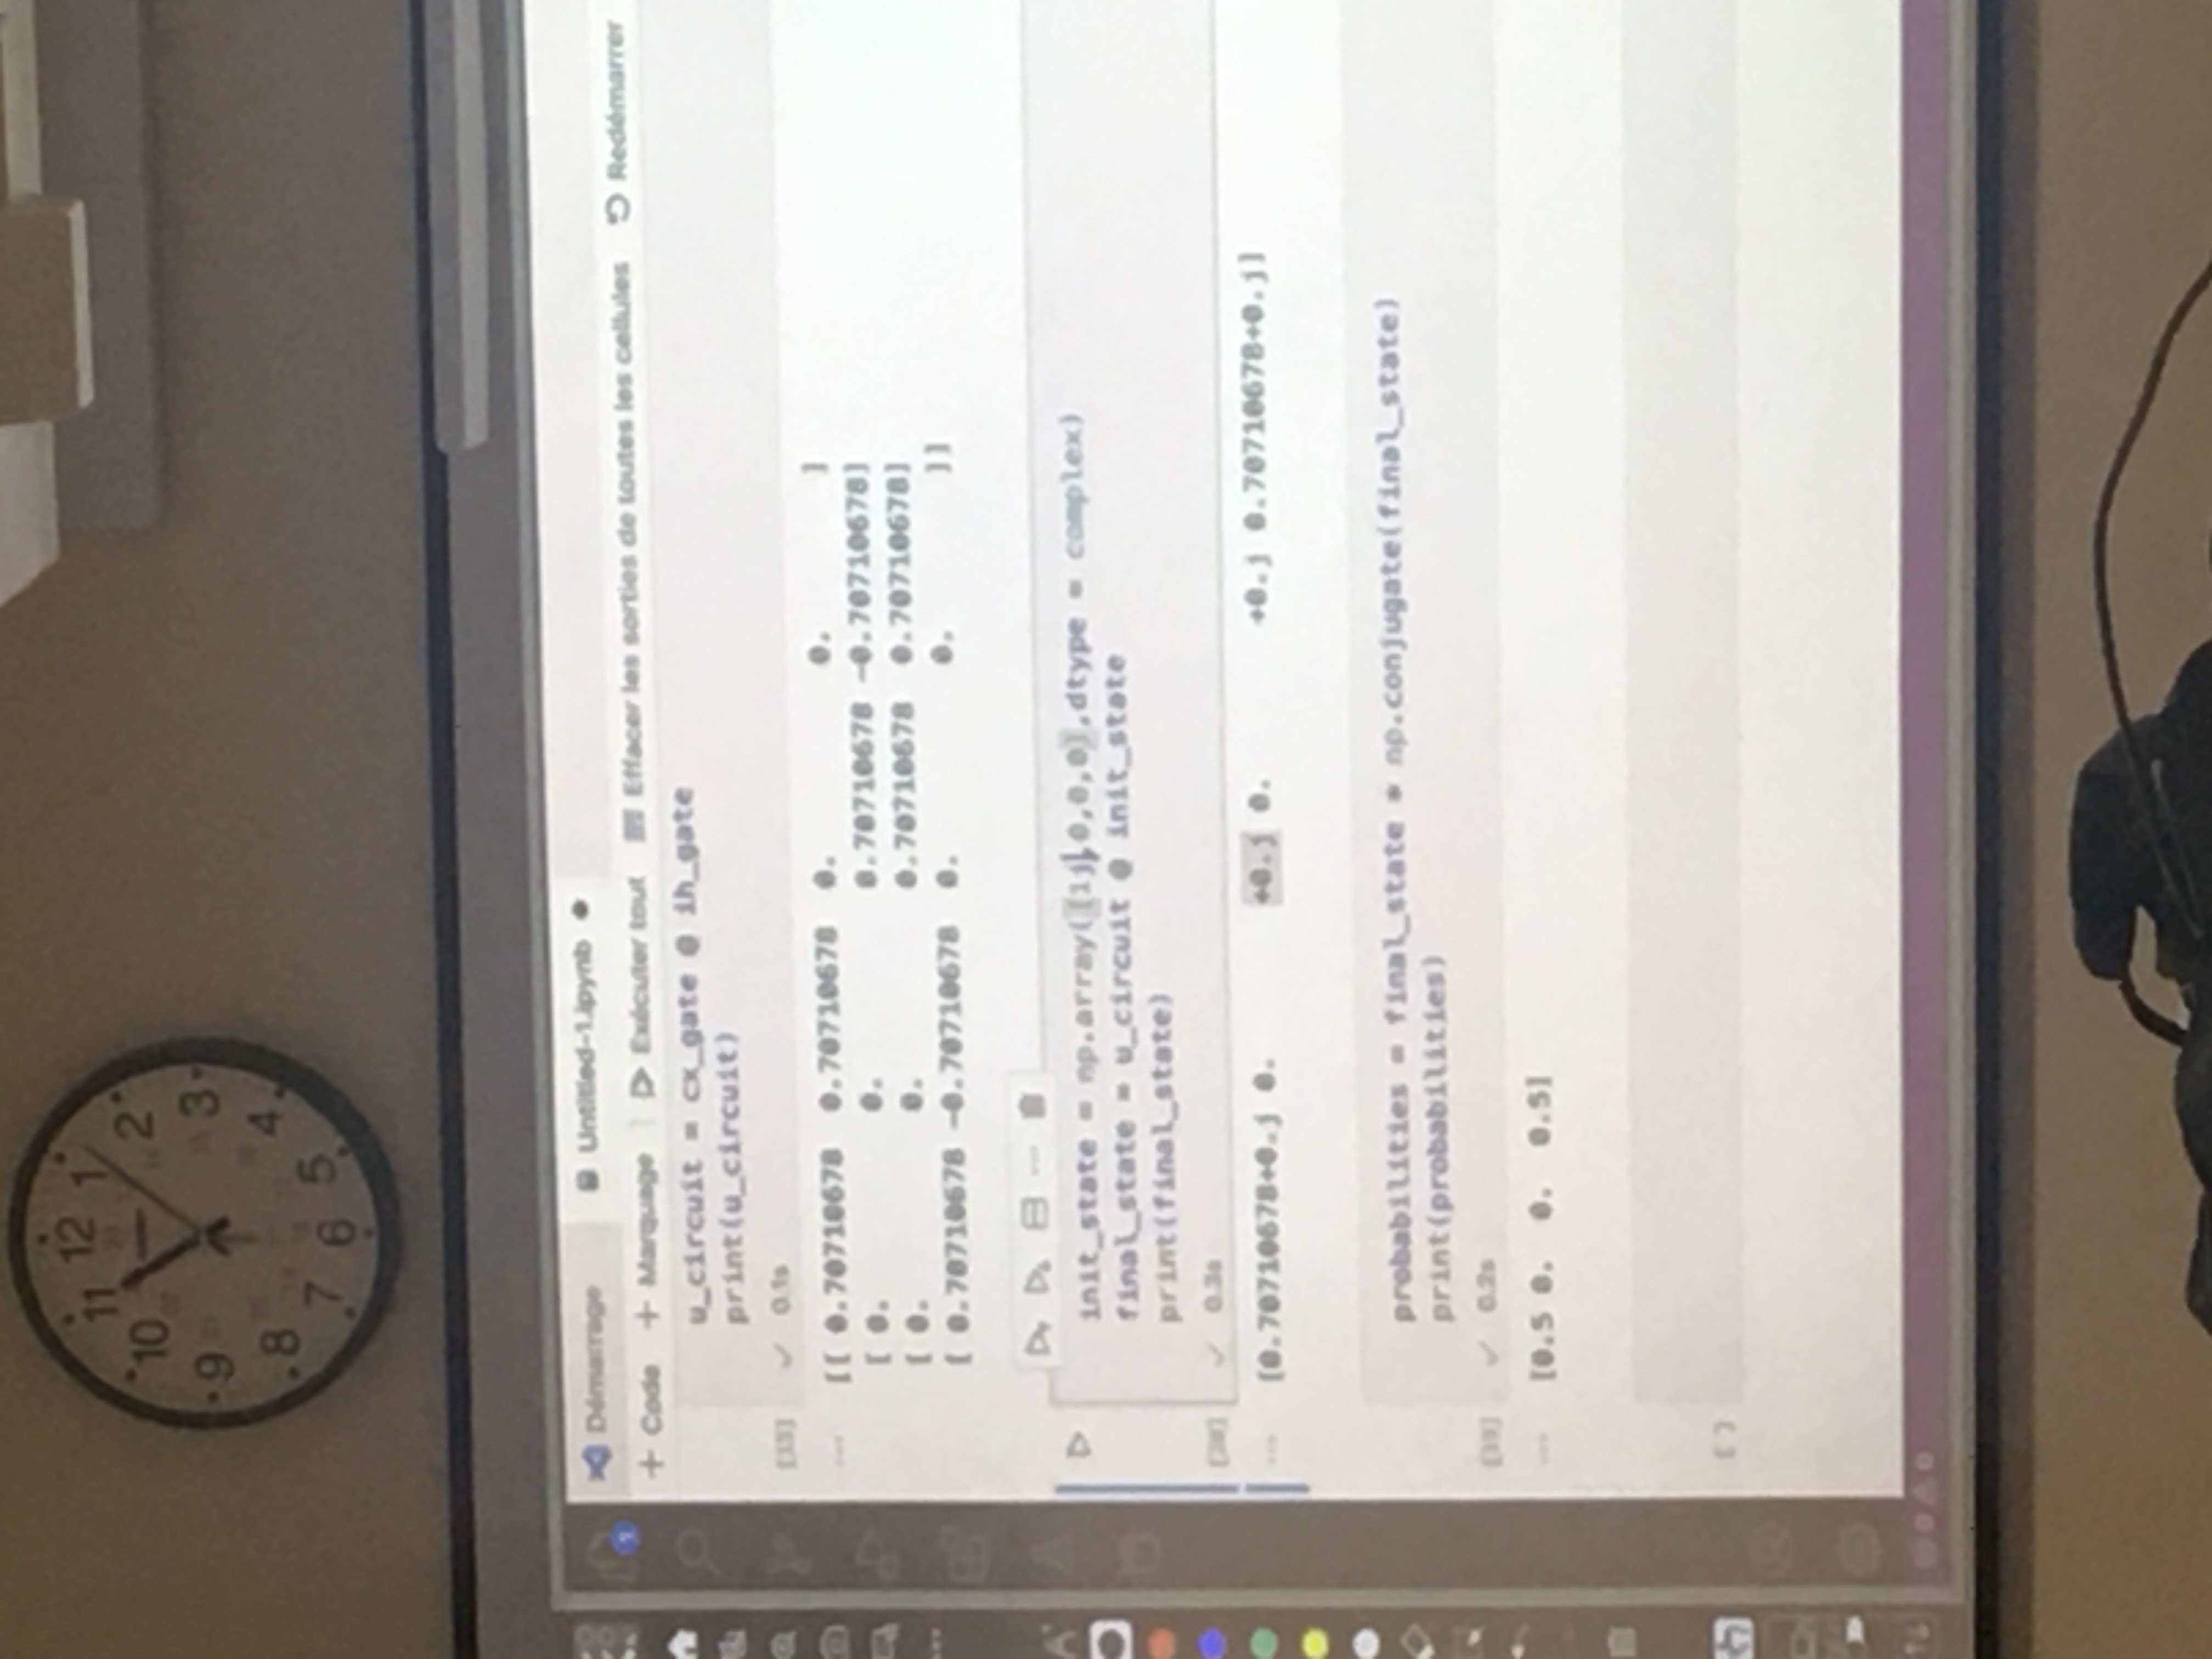 12
1
2
3
4
5
6
7
8
9
10
11
Démarrage Untitled-1.ipynb
+ Code + Marquage Exécuter tout Effacer les sorties de toutes les cellules Redémarrer
u_circuit = cx_gate @ ih_gate
print(u_circuit)
0.1s
[[ 0.70710678 0.70710678 0. 0. ]
[ 0. 0. 0.70710678 -0.70710678]
[ 0. 0. 0.70710678 0.70710678]
[ 0.70710678 -0.70710678 0. 0. ]]
init_state = np.array([1j,0,0,0],dtype = complex)
final_state = u_circuit @ init_state
print(final_state)
[20] 0.3s
[0.70710678+0.j 0. +0.j 0. +0.j 0.70710678+0.j]
probabilities = final_state * np.conjugate(final_state)
print(probabilities)
0.2s
[0.5 0. 0. 0.5]
[ ]
0 0